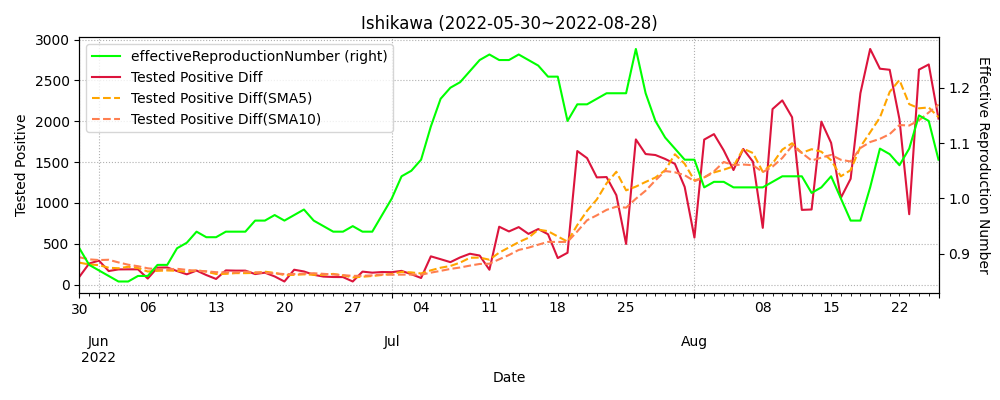 Ishikawa (2022-05-30~2022-08-28)
effectiveReproductionNumber (right)
Tested Positive Diff
Tested Positive Diff(SMA5)
Tested Positive Diff(SMA10)
Tested Positive
3000
2500
2000
1500
1000
500
0
Effective Reproduction Number
1.2
1.1
1.0
0.9
30 06 13 20 27 04 11 18 25 08 15 22
Jun Jul Aug
2022
Date